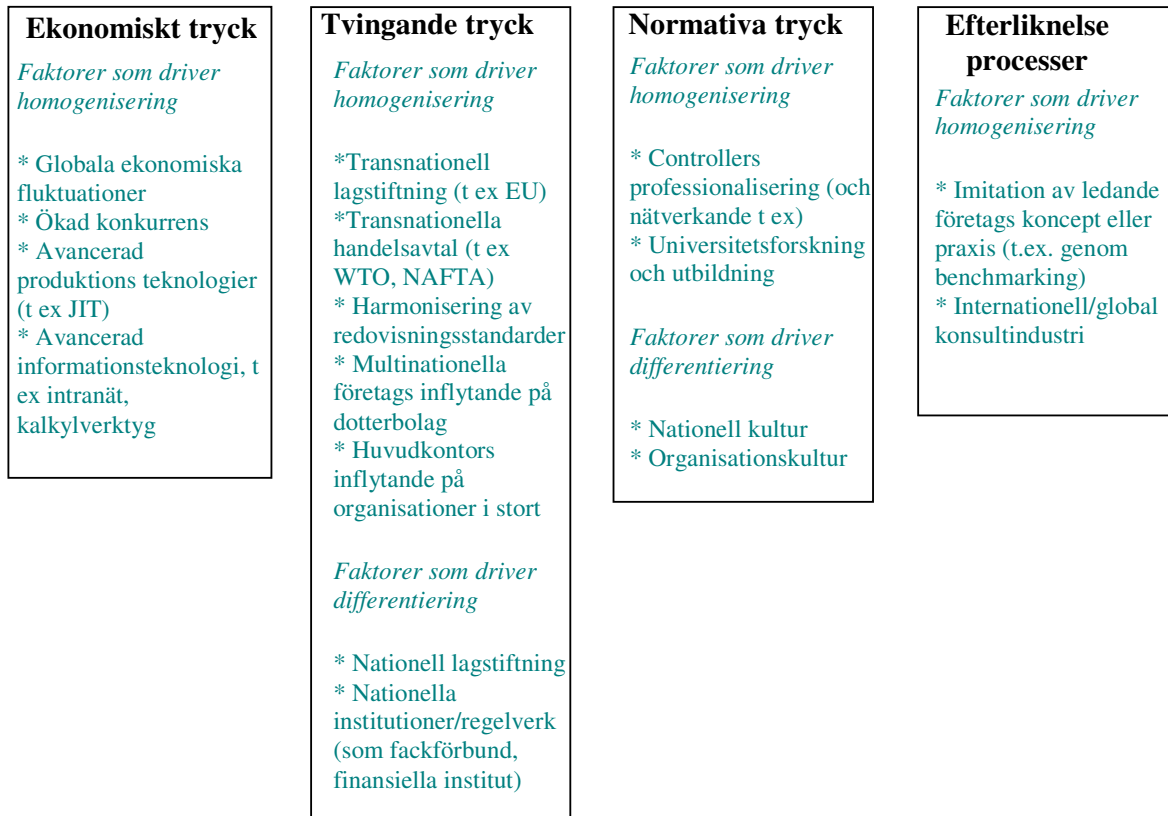 Ekonomiskt tryck
Faktorer som driver
homogenisering
* Globala ekonomiska
fluktuationer
* Ökad konkurrens
* Avancerad
produktions teknologier
(t ex JIT)
* Avancerad
informationsteknologi, t
ex intranät,
kalkylverktyg
Tvingande tryck
Faktorer som driver
homogenisering
*Transnationell
lagstiftning (t ex EU)
*Transnationella
handelsavtal (t ex
WTO, NAFTA)
* Harmonisering av
redovisningsstandarder
* Multinationella
företags inflytande på
dotterbolag
* Huvudkontors
inflytande på
organisationer i stort
Faktorer som driver
differentiering
* Nationell lagstiftning
* Nationella
institutioner/regelverk
(som fackförbund,
finansiella institut)
Normativa tryck
Faktorer som driver
homogenisering
* Controllers
professionalisering (och
nätverkande t ex)
* Universitetsforskning
och utbildning
Faktorer som driver
differentiering
* Nationell kultur
* Organisationskultur
Efterliknelse
processer
Faktorer som driver
homogenisering
* Imitation av ledande
företags koncept eller
praxis (t.ex. genom
benchmarking)
* Internationell/global
konsultindustri